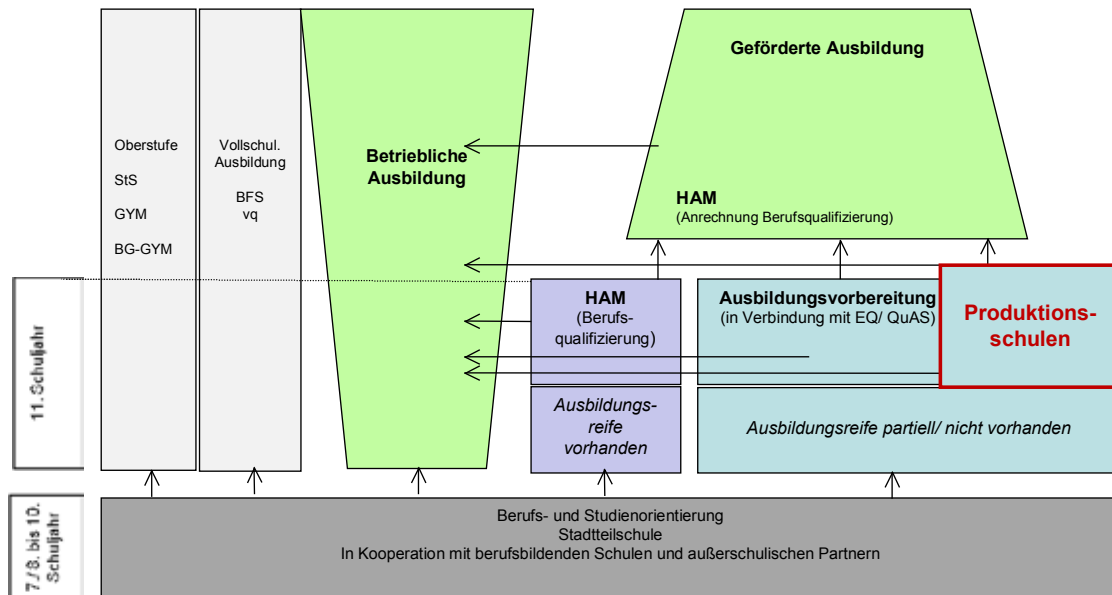 Geförderte Ausbildung
Oberstufe
StS
GYM
BG-GYM
Vollschul.
Ausbildung
BFS
vq
Betriebliche
Ausbildung
HAM
(Anrechnung Berufsqualifizierung)
11. Schuljahr
HAM
(Berufs-
qualifizierung)
Ausbildungsvorbereitung
(in Verbindung mit EQ/ QuAS)
Produktions-
schulen
Ausbildungs-
reife
vorhanden
Ausbildungsreife partiell/ nicht vorhanden
7./8. bis 10.
Schuljahr
Berufs- und Studienorientierung
Stadtteilschule
In Kooperation mit berufsbildenden Schulen und außerschulischen Partnern